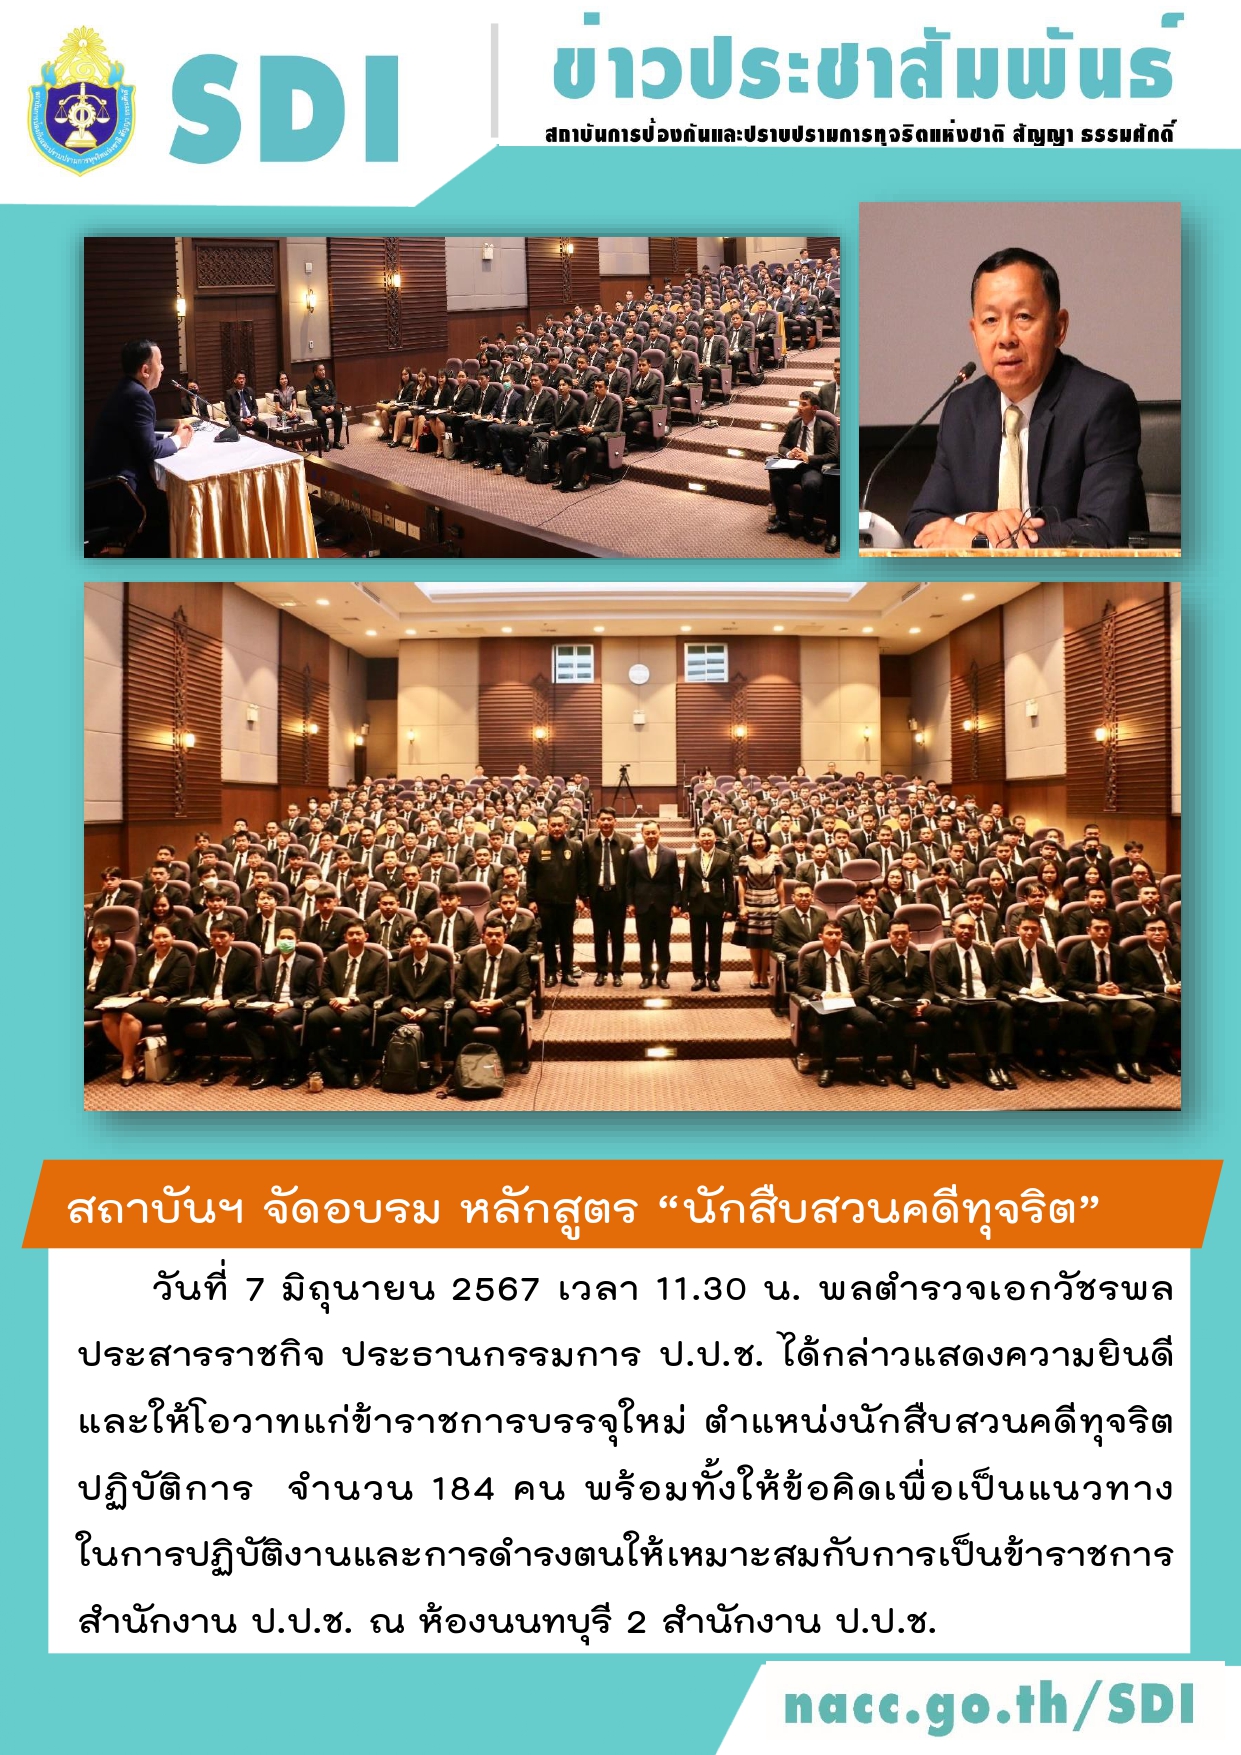 SDI
ข่าวประชาสัมพันธ์
สถาบันการป้องกันและปราบปรามการทุจริตแห่งชาติ สัญญา ธรรมศักดิ์
สถาบันฯ จัดอบรม หลักสูตร “นักสืบสวนคดีทุจริต”
วันที่ 7 มิถุนายน 2567 เวลา 11.30 น. พลตำรวจเอกวัชรพล
ประสารราชกิจ ประธานกรรมการ ป.ป.ช. ได้กล่าวแสดงความยินดี
และให้โอวาทแก่ข้าราชการบรรจุใหม่ ตำแหน่งนักสืบสวนคดีทุจริต
ปฏิบัติการ จำนวน 184 คน พร้อมทั้งให้ข้อคิดเพื่อเป็นแนวทาง
ในการปฏิบัติงานและการดำรงตนให้เหมาะสมกับการเป็นข้าราชการ
สำนักงาน ป.ป.ช. ณ ห้องนนทบุรี 2 สำนักงาน ป.ป.ช.
nacc.go.th/SDI